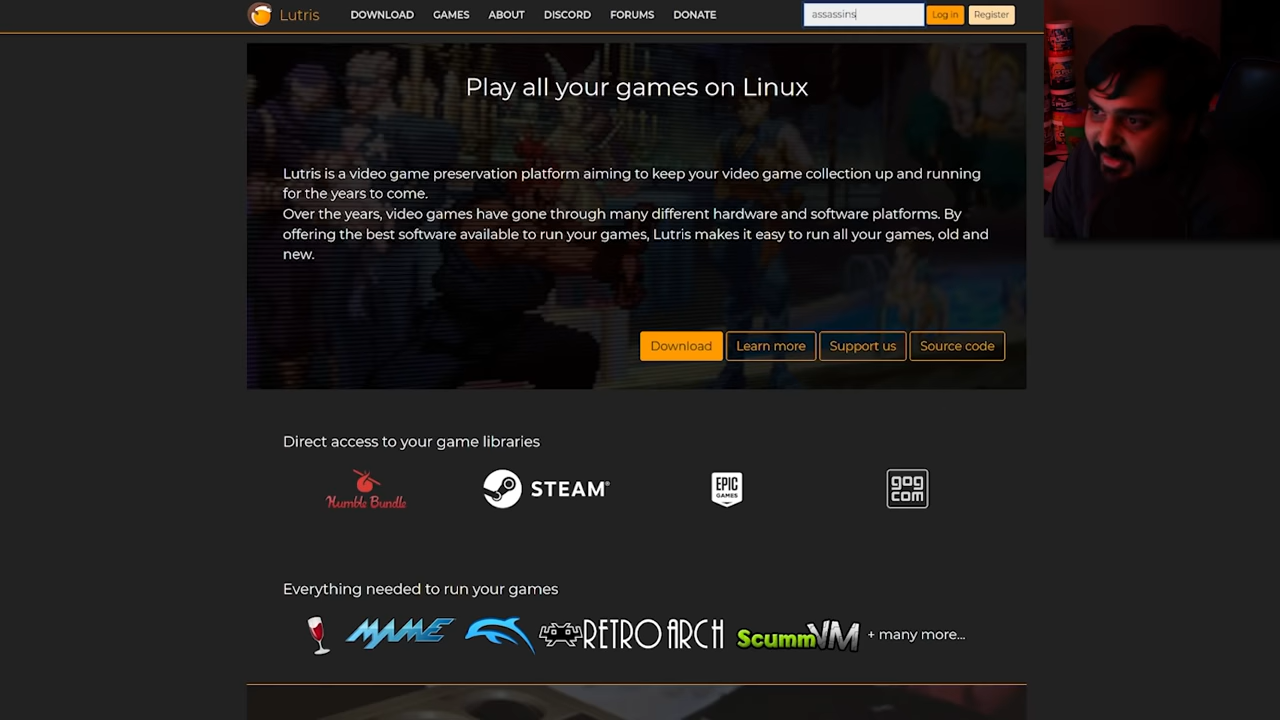 Lutris DOWNLOAD GAMES ABOUT DISCORD FORUMS DONATE assassins Log in Register
Play all your games on Linux
Lutris is a video game preservation platform aiming to keep your video game collection up and running
for the years to come.
Over the years, video games have gone through many different hardware and software platforms. By
offering the best software available to run your games, Lutris makes it easy to run all your games, old and
new.
Download Learn more Support us Source code
Direct access to your game libraries
Humble Bundle STEAM® EPIC GAMES gog com
Everything needed to run your games
MAME RETROARCH ScummVM + many more...